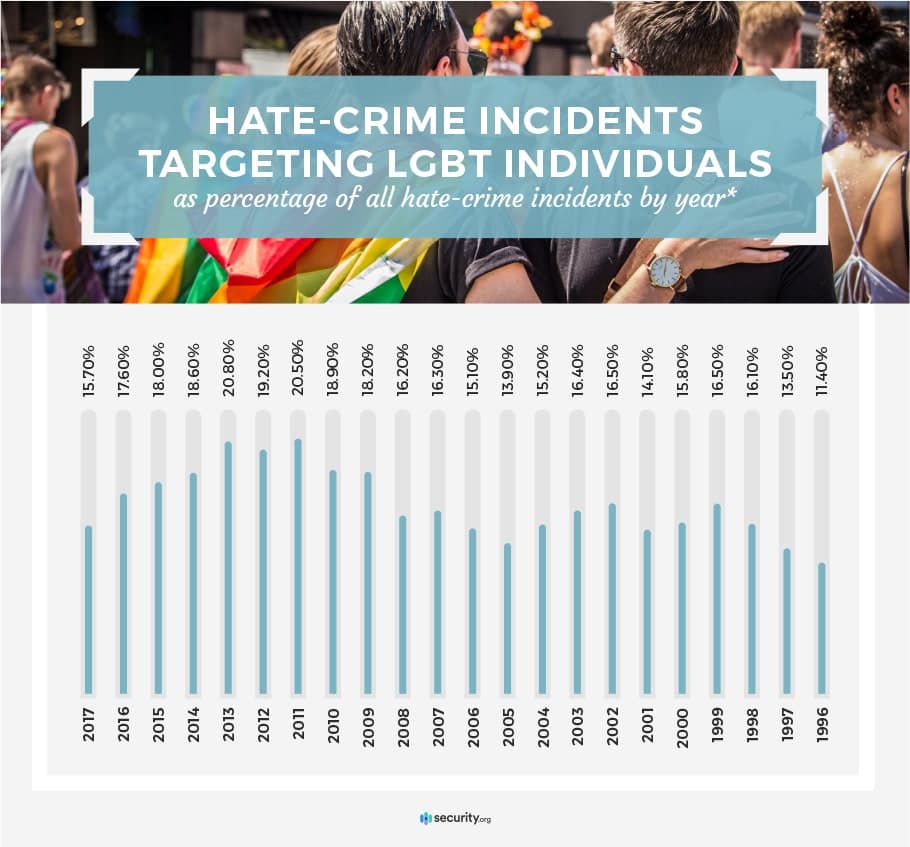 HATE-CRIME INCIDENTS
TARGETING LGBT INDIVIDUALS
as percentage of all hate-crime incidents by year*
15.70% 17.60% 18.00% 18.60% 20.80% 19.20% 20.50% 18.90% 18.20% 16.20% 16.30% 15.10% 13.90% 15.20% 16.40% 16.50% 14.10% 15.80% 16.50% 16.10% 13.50% 11.40%
2017 2016 2015 2014 2013 2012 2011 2010 2009 2008 2007 2006 2005 2004 2003 2002 2001 2000 1999 1998 1997 1996
security.org